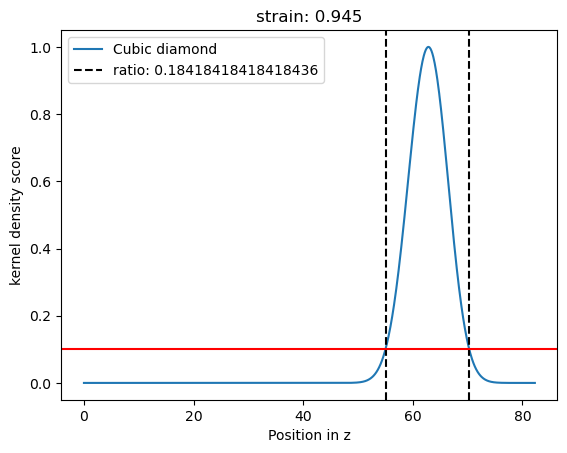 strain: 0.945
Cubic diamond
ratio: 0.18418418418418436
1.0
0.8
0.6
0.4
0.2
0.0
kernel density score
0
20
40
60
80
Position in z